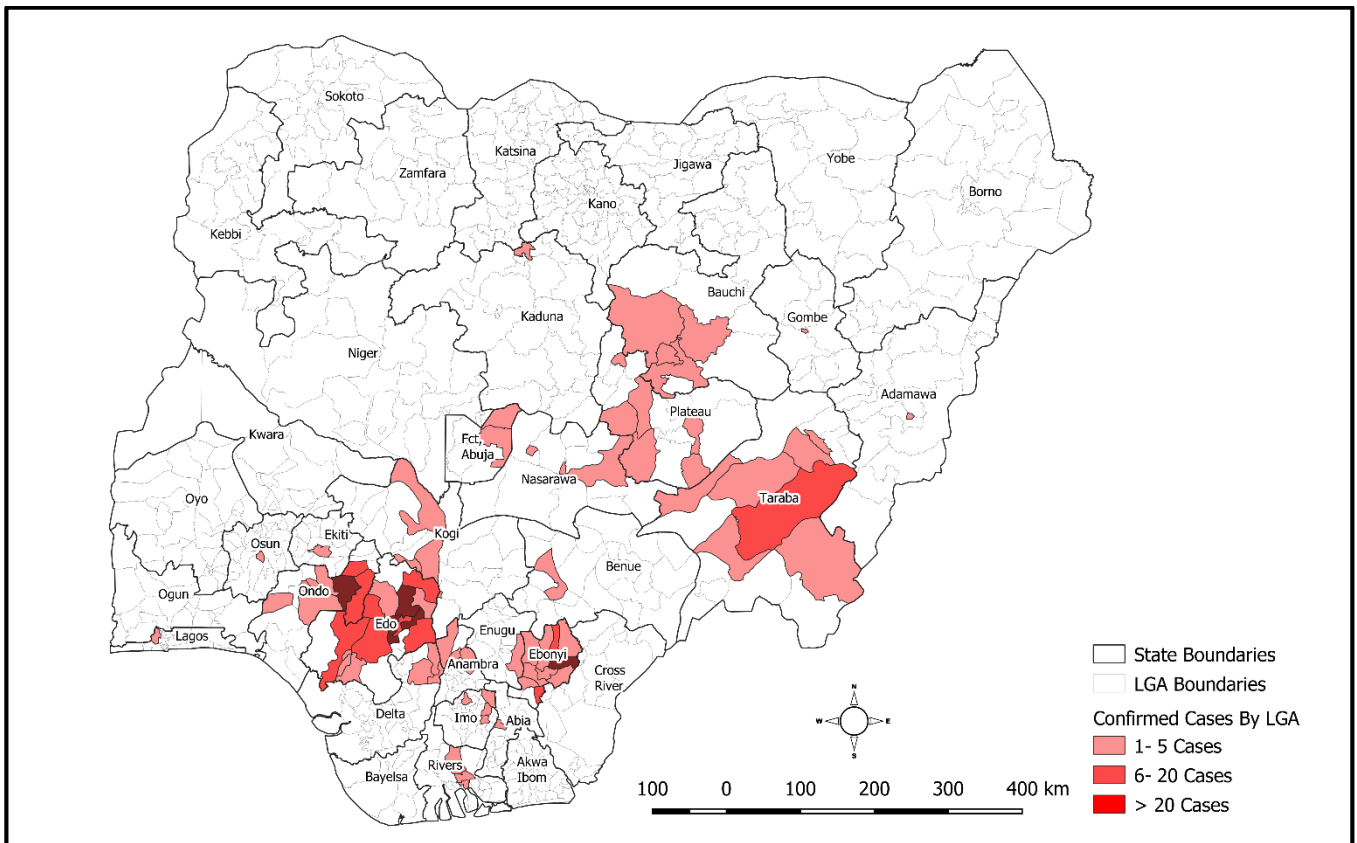 Sokoto
Katsina
Jigawa
Yobe
Zamfara
Kano
Borno
Kebbi
Bauchi
Kaduna
Gombe
Niger
Adamawa
Plateau
Kwara
Fct,
Abuja
Nasarawa
Taraba
Oyo
Kogi
Osun
Ekiti
Benue
Ogun
Ondo
Edo
Enugu
Lagos
Ebonyi
Anambra
Cross
River
Delta
Imo
Abia
Rivers
Akwa
Ibom
Bayelsa
N
W
E
S
100 0 100 200 300 400 km
State Boundaries
LGA Boundaries
Confirmed Cases By LGA
1- 5 Cases
6- 20 Cases
> 20 Cases